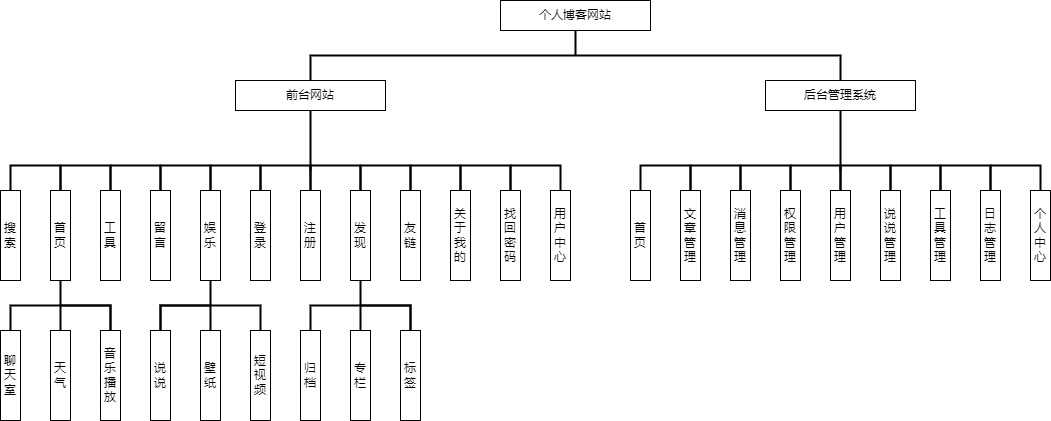 个人博客网站
前台网站
后台管理系统
搜索
首页
工具
留言
娱乐
登录
注册
发现
友链
关于我的
找回密码
用户中心
首页
文章管理
消息管理
权限管理
用户管理
说说管理
工具管理
日志管理
个人中心
聊天室
天气
音乐播放
说说
壁纸
短视频
归档
专栏
标签